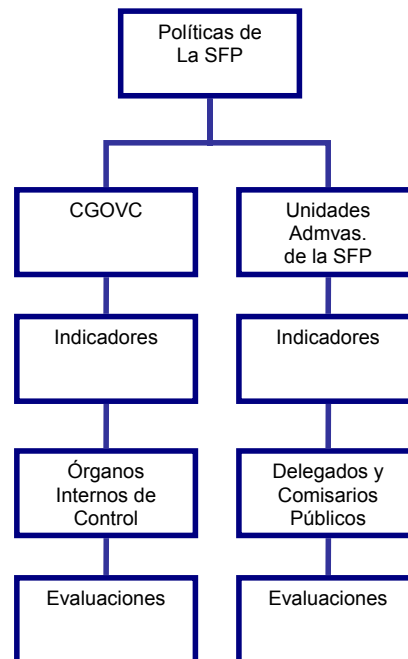 Políticas de
La SFP
CGOVC
Unidades
Admvas.
de la SFP
Indicadores
Indicadores
Órganos
Internos de
Control
Delegados y
Comisarios
Públicos
Evaluaciones
Evaluaciones